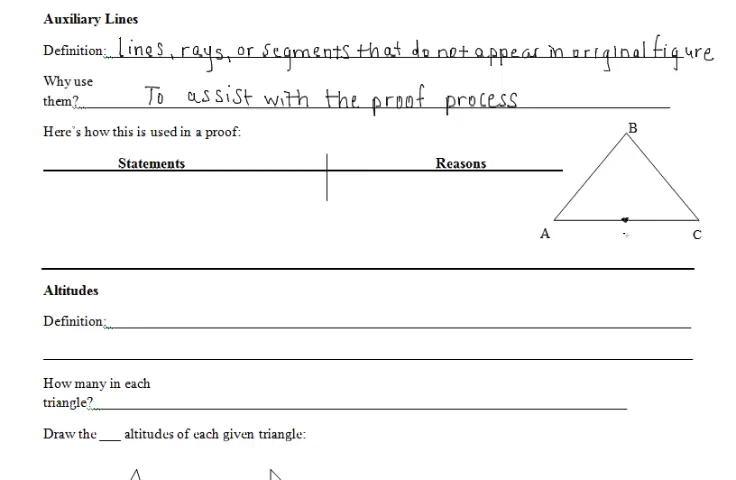 Auxiliary Lines
Definition: Lines, rays, or segments that do not appear in original figure
Why use
them? To assist with the proof process
Here's how this is used in a proof:
Statements Reasons
B
A C
Altitudes
Definition:
How many in each
triangle?
Draw the ___ altitudes of each given triangle: